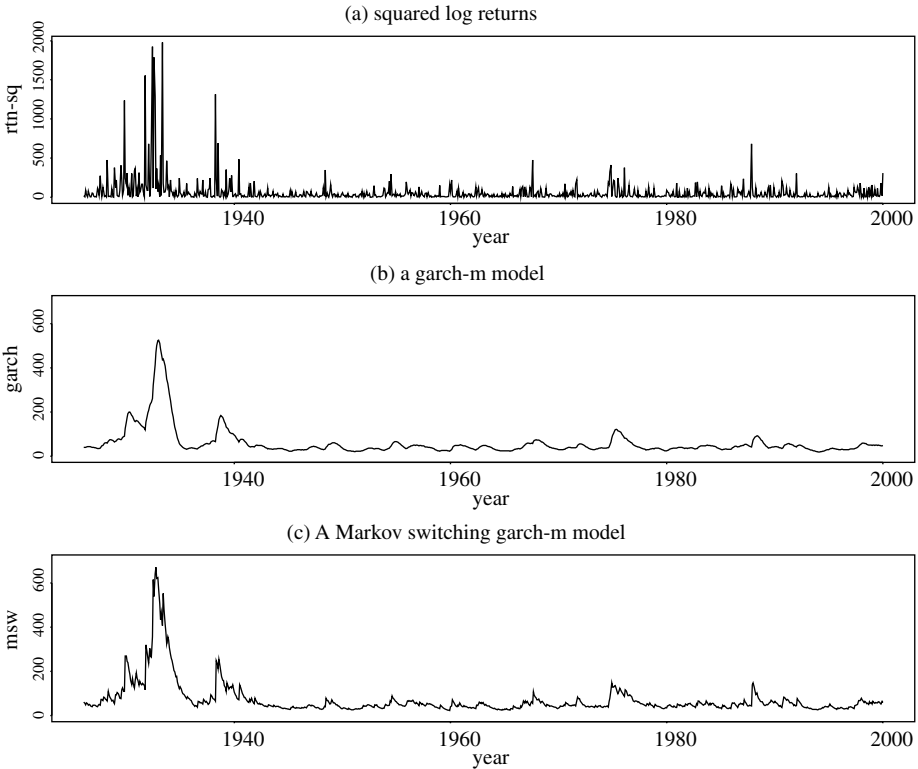 (a) squared log returns
rtn-sq
2000
1500
1000
500
0
1940
1960
1980
2000
year
(b) a garch-m model
garch
600
400
200
0
1940
1960
1980
2000
year
(c) A Markov switching garch-m model
msw
600
400
200
0
1940
1960
1980
2000
year